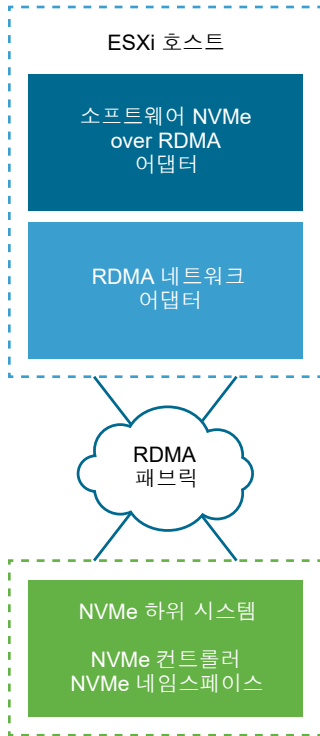 ESXi 호스트
소프트웨어 NVMe
over RDMA
어댑터
RDMA 네트워크
어댑터
RDMA
패브릭
NVMe 하위 시스템
NVMe 컨트롤러
NVMe 네임스페이스